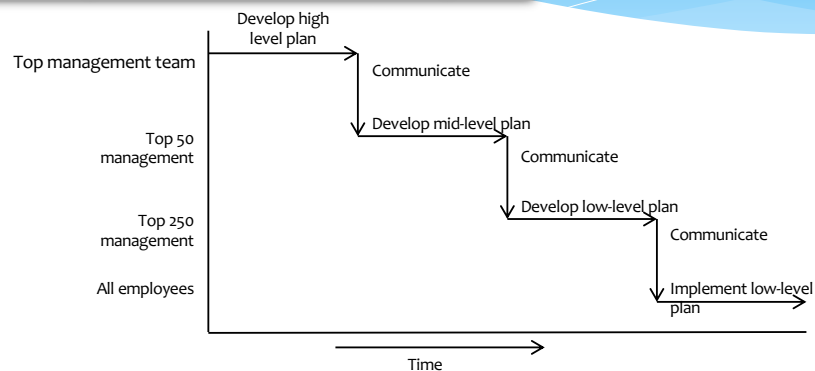 Develop high
level plan
Top management team
Communicate
Develop mid-level plan
Top 50
management
Communicate
Develop low-level plan
Top 250
management
Communicate
All employees
Implement low-level
plan
Time